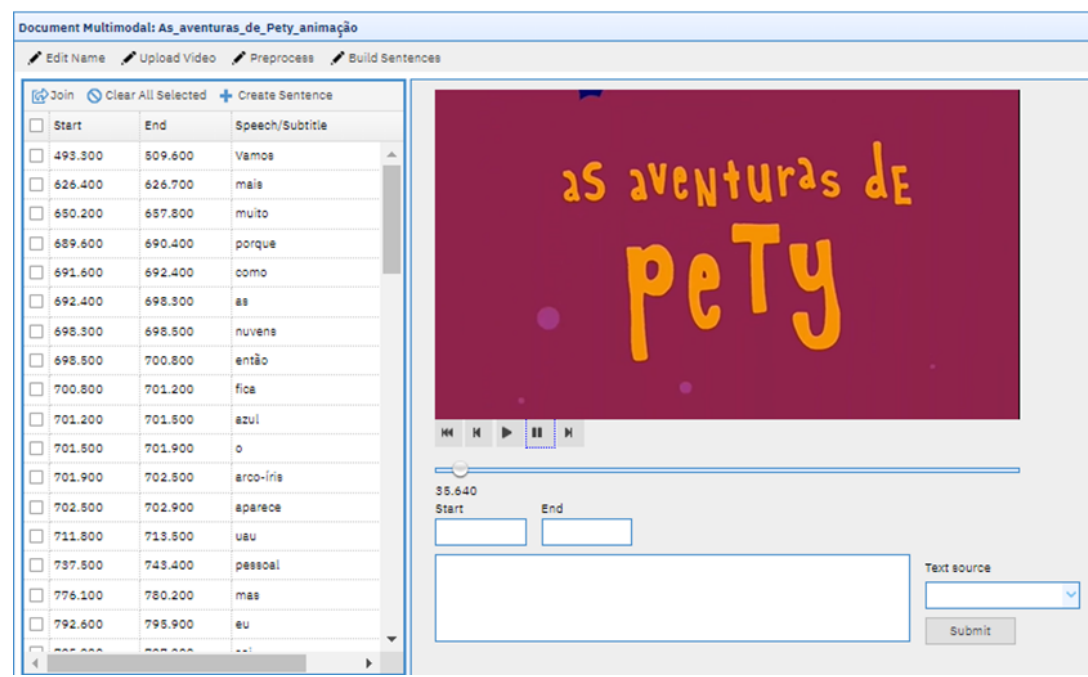 Document Multimodal: As_aventuras_de_Pety_animação
Edit Name Upload Video Preprocess Build Sentences
Join Clear All Selected Create Sentence
Start End Speech/Subtitle
493.300 509.600 Vamos
626.400 626.700 mais
650.200 657.800 muito
689.600 690.400 porque
691.600 692.400 como
692.400 698.300 as
698.300 698.500 nuvens
698.500 700.800 então
700.800 701.200 fica
701.200 701.500 azul
701.500 701.900 o
701.900 702.500 arco-íris
702.500 702.900 aparece
711.800 713.500 uau
737.500 743.400 pessoal
776.100 780.200 mas
792.600 795.900 eu
as aventuras de
peTy
35.640
Start End
Text source
Submit